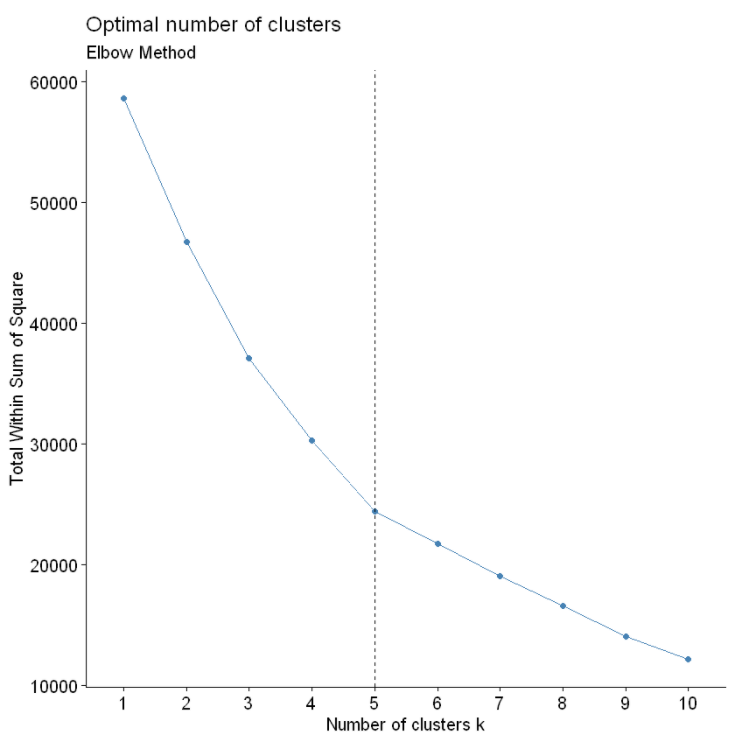 Optimal number of clusters
Elbow Method
Total Within Sum of Square
60000
50000
40000
30000
20000
10000
1 2 3 4 5 6 7 8 9 10
Number of clusters k